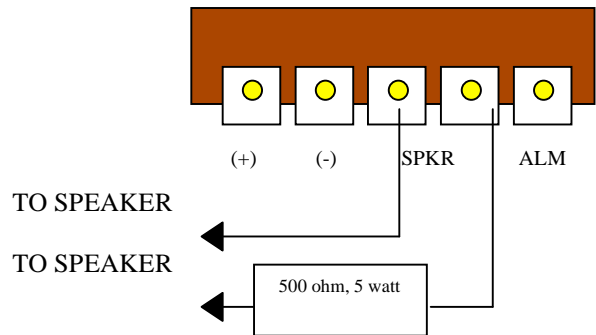 (+) (-) SPKR ALM
TO SPEAKER
TO SPEAKER
500 ohm, 5 watt